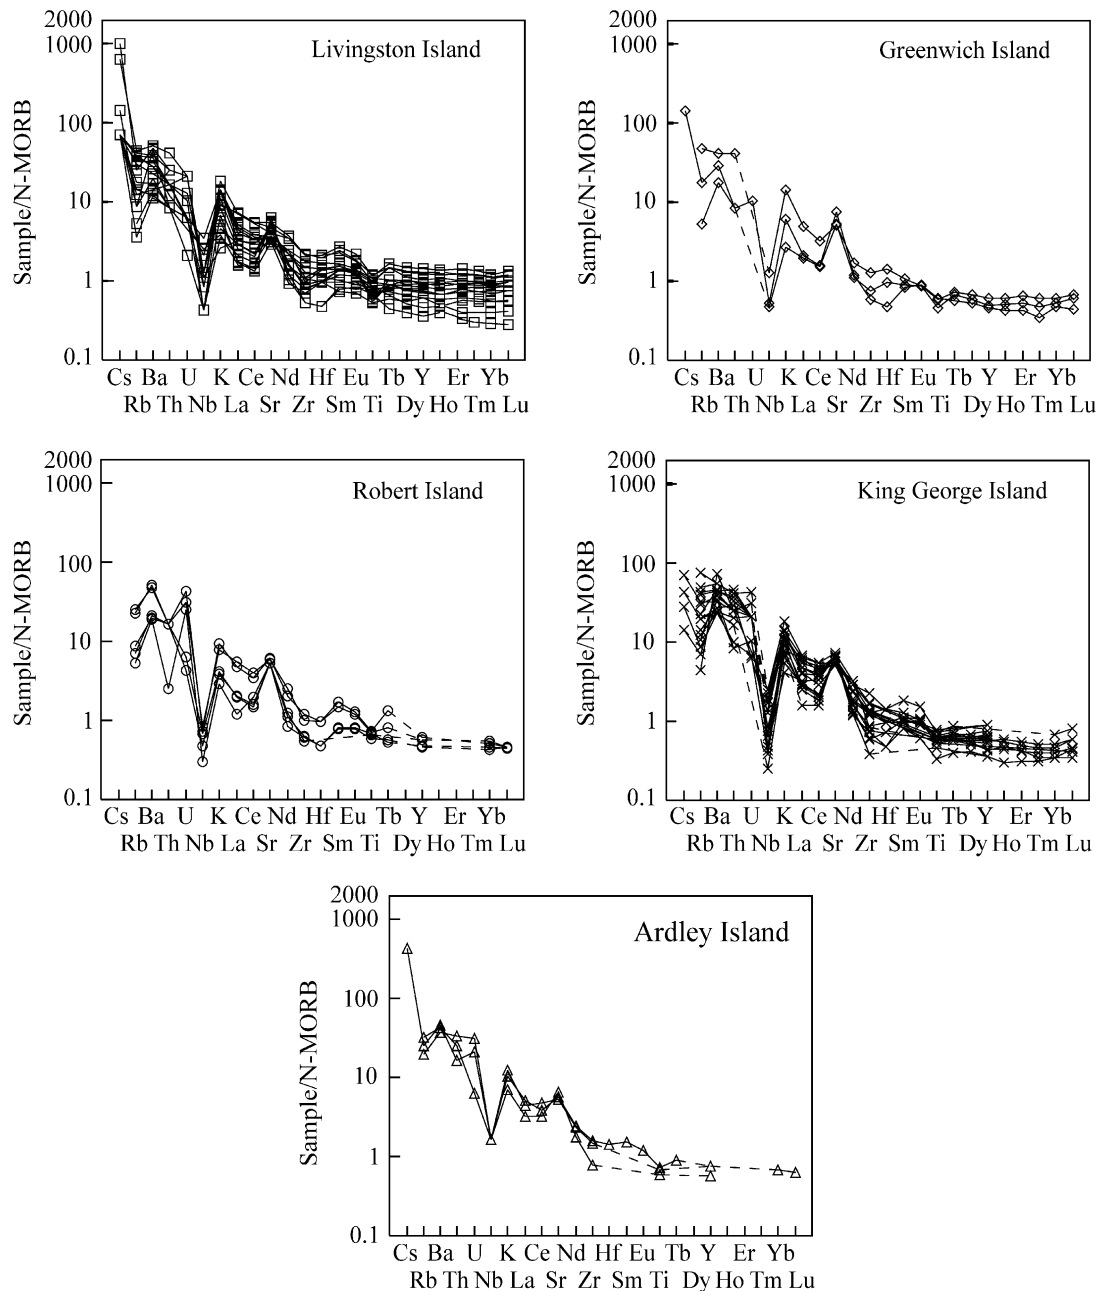 2000
1000
100
10
1
0.1
Sample/N-MORB
Livingston Island
Cs Ba U K Ce Nd Hf Eu Tb Y Er Yb
Rb Th Nb La Sr Zr Sm Ti Dy Ho Tm Lu
2000
1000
100
10
1
0.1
Sample/N-MORB
Greenwich Island
Cs Ba U K Ce Nd Hf Eu Tb Y Er Yb
Rb Th Nb La Sr Zr Sm Ti Dy Ho Tm Lu
2000
1000
100
10
1
0.1
Sample/N-MORB
Robert Island
Cs Ba U K Ce Nd Hf Eu Tb Y Er Yb
Rb Th Nb La Sr Zr Sm Ti Dy Ho Tm Lu
2000
1000
100
10
1
0.1
Sample/N-MORB
King George Island
Cs Ba U K Ce Nd Hf Eu Tb Y Er Yb
Rb Th Nb La Sr Zr Sm Ti Dy Ho Tm Lu
2000
1000
100
10
1
0.1
Sample/N-MORB
Ardley Island
Cs Ba U K Ce Nd Hf Eu Tb Y Er Yb
Rb Th Nb La Sr Zr Sm Ti Dy Ho Tm Lu